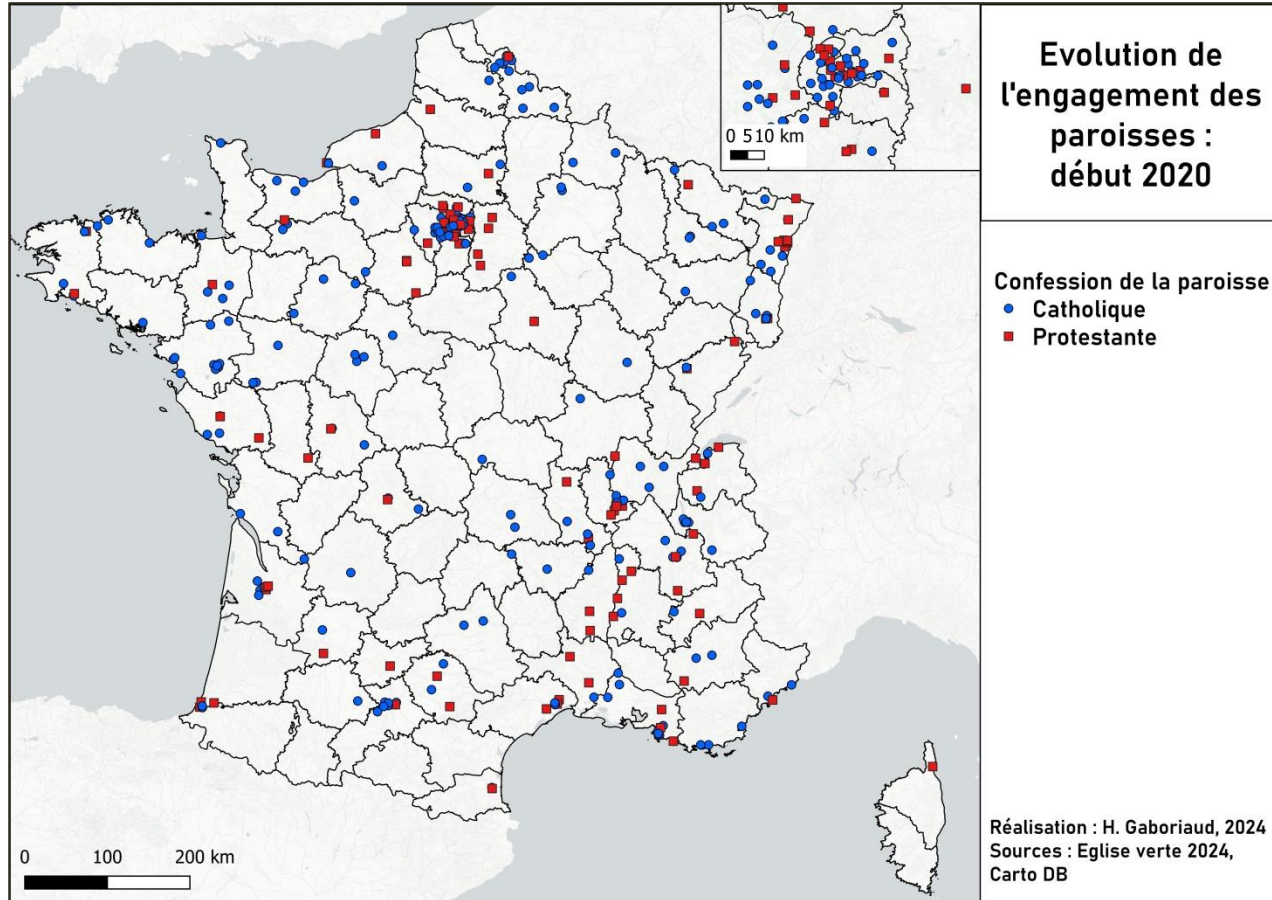 Evolution de
l'engagement des
paroisses :
début 2020
0 510 km
Confession de la paroisse
Catholique
Protestante
0 100 200 km
Réalisation : H. Gaboriaud, 2024
Sources : Eglise verte 2024,
Carto DB